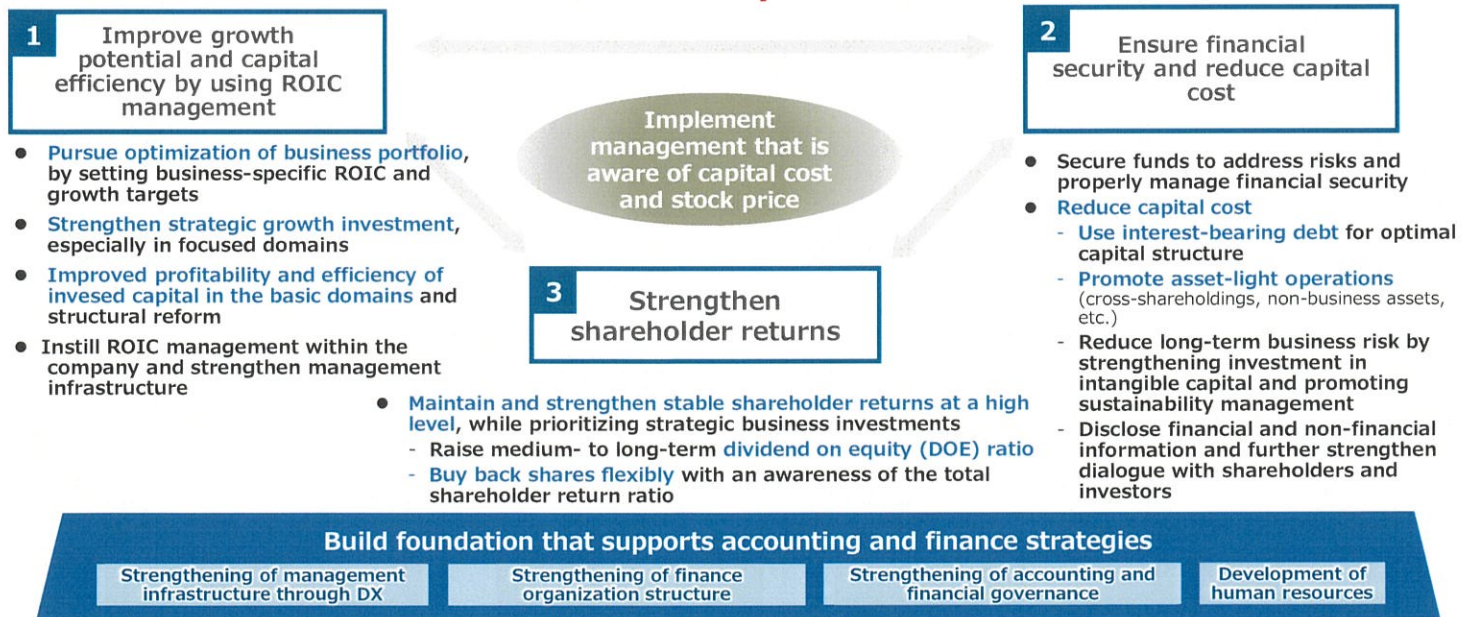 1
Improve growth
potential and capital
efficiency by using ROIC
management
● Pursue optimization of business portfolio,
by setting business-specific ROIC and
growth targets
● Strengthen strategic growth investment,
especially in focused domains
● Improved profitability and efficiency of
invesed capital in the basic domains and
structural reform
● Instill ROIC management within the
company and strengthen management
infrastructure
Implement
management that is
aware of capital cost
and stock price
2
Ensure financial
security and reduce capital
cost
● Secure funds to address risks and
properly manage financial security
● Reduce capital cost
- Use interest-bearing debt for optimal
capital structure
- Promote asset-light operations
(cross-shareholdings, non-business assets,
etc.)
- Reduce long-term business risk by
strengthening investment in
intangible capital and promoting
sustainability management
- Disclose financial and non-financial
information and further strengthen
dialogue with shareholders and
investors
3
Strengthen
shareholder returns
● Maintain and strengthen stable shareholder returns at a high
level, while prioritizing strategic business investments
- Raise medium- to long-term dividend on equity (DOE) ratio
- Buy back shares flexibly with an awareness of the total
shareholder return ratio
Build foundation that supports accounting and finance strategies
Strengthening of management
infrastructure through DX
Strengthening of finance
organization structure
Strengthening of accounting and
financial governance
Development of
human resources